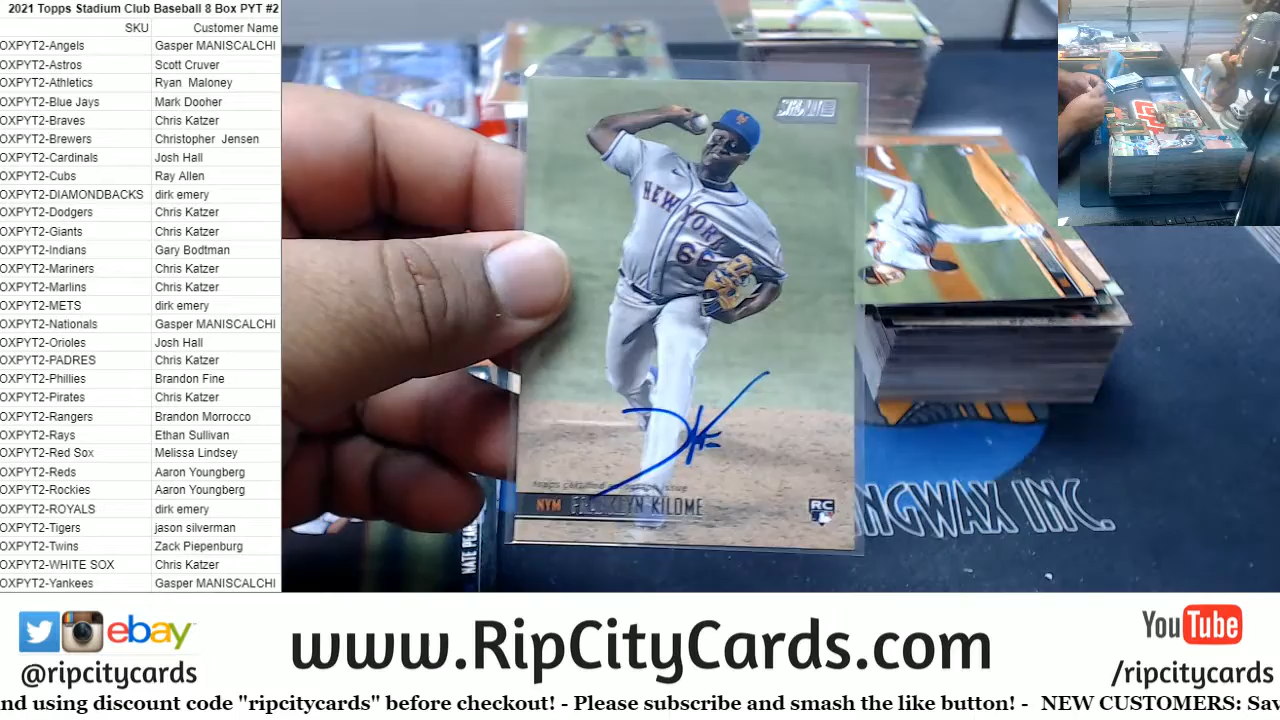 2021 Topps Stadium Club Baseball 8 Box PYT #2
SKU Customer Name
OXPYT2-Angels Gasper MANISCALCHI
OXPYT2-Astros Scott Cruver
OXPYT2-Athletics Ryan Maloney
OXPYT2-Blue Jays Mark Dooher
OXPYT2-Braves Chris Katzer
OXPYT2-Brewers Christopher Jensen
OXPYT2-Cardinals Josh Hall
OXPYT2-Cubs Ray Allen
OXPYT2-DIAMONDBACKS dirk emery
OXPYT2-Dodgers Chris Katzer
OXPYT2-Giants Chris Katzer
OXPYT2-Indians Gary Bodtman
OXPYT2-Mariners Chris Katzer
OXPYT2-Marlins Chris Katzer
OXPYT2-METS dirk emery
OXPYT2-Nationals Gasper MANISCALCHI
OXPYT2-Orioles Josh Hall
OXPYT2-PADRES Chris Katzer
OXPYT2-Phillies Brandon Fine
OXPYT2-Pirates Chris Katzer
OXPYT2-Rangers Brandon Morrocco
OXPYT2-Rays Ethan Sullivan
OXPYT2-Red Sox Melissa Lindsey
OXPYT2-Reds Aaron Youngberg
OXPYT2-Rockies Aaron Youngberg
OXPYT2-ROYALS dirk emery
OXPYT2-Tigers jason silverman
OXPYT2-Twins Zack Piepenburg
OXPYT2-WHITE SOX Chris Katzer
OXPYT2-Yankees Gasper MANISCALCHI
NEW YORK
NYM KILOME
RC
NATE
NGWAX INC.
ebay
@ripcitycards
www.RipCityCards.com
YouTube
/ripcitycards
nd using discount code "ripcitycards" before checkout! - Please subscribe and smash the like button! - NEW CUSTOMERS: Sav